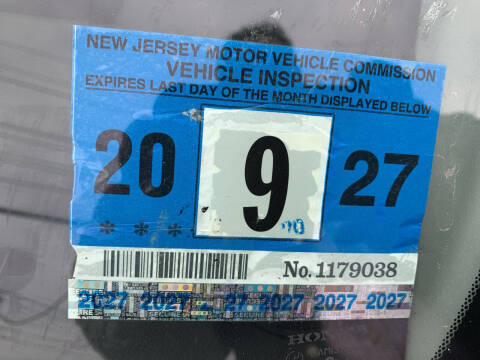 NEW JERSEY MOTOR VEHICLE COMMISSION
VEHICLE INSPECTION
EXPIRES LAST DAY OF THE MONTH DISPLAYED BELOW
20 9 27
* * * *
No. 1179038
2027 2027 27 2027 2027 2027